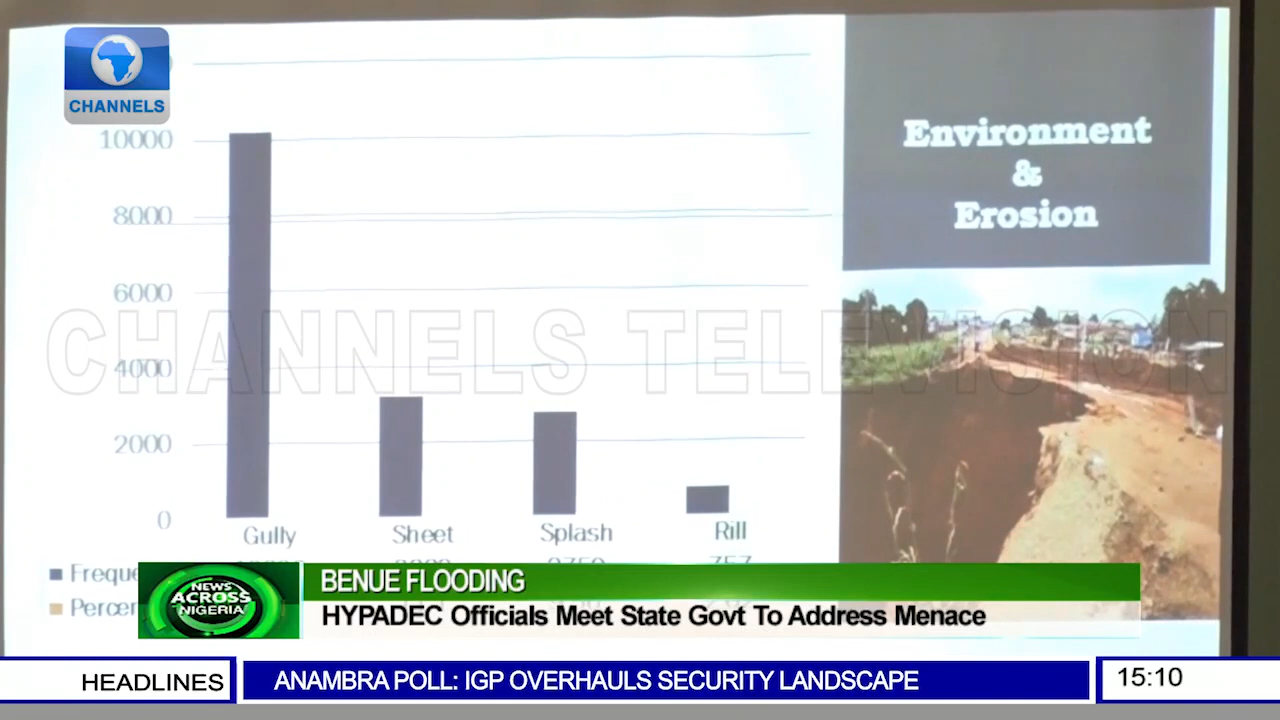 CHANNELS
10000
8000
6000
4000
2000
0
Gully
Sheet
Splash
Rill
757
Environment
&
Erosion
CHANNELS TELEVISION
NEWS
ACROSS
NIGERIA
BENUE FLOODING
HYPADEC Officials Meet State Govt To Address Menace
HEADLINES
ANAMBRA POLL: IGP OVERHAULS SECURITY LANDSCAPE
15:10